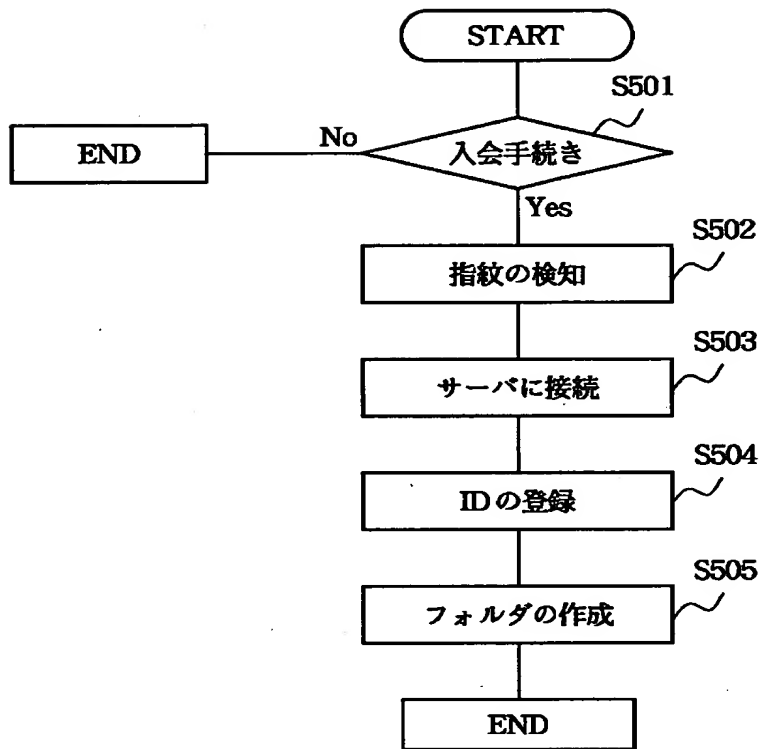 START
S501
入会手続き
No
END
Yes
S502
指紋の検知
S503
サーバに接続
S504
IDの登録
S505
フォルダの作成
END